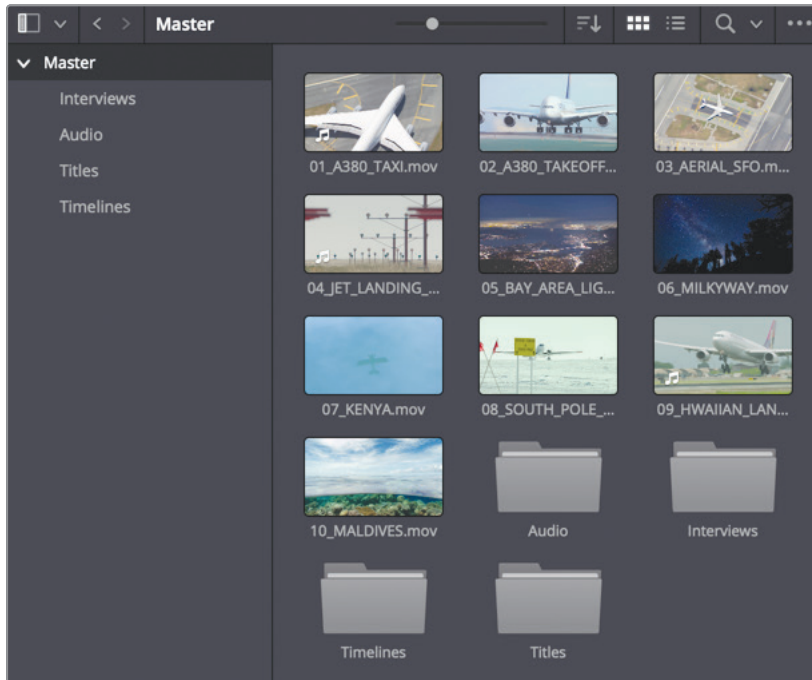 Master
Master
Interviews
Audio
Titles
Timelines
01_A380_TAXI.mov
02_A380_TAKEOFF...
03_AERIAL_SFO.m...
04_JET_LANDING_...
05_BAY_AREA_LIG...
06_MILKYWAY.mov
07_KENYA.mov
08_SOUTH_POLE_...
09_HWAIIAN_LAN...
10_MALDIVES.mov
Audio
Interviews
Timelines
Titles